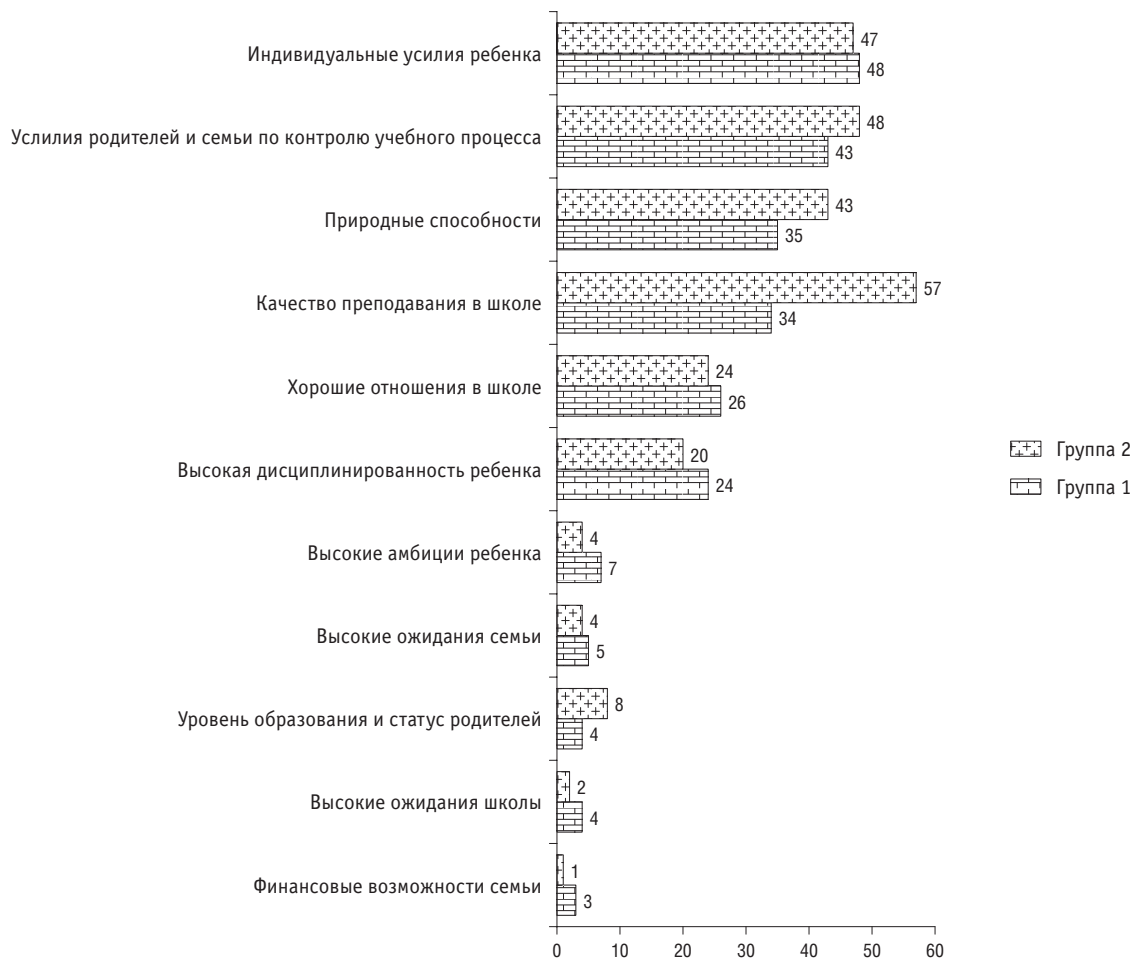 Индивидуальные усилия ребенка
47
48
Услилия родителей и семьи по контролю учебного процесса
48
43
Природные способности
43
35
Качество преподавания в школе
57
34
Хорошие отношения в школе
24
26
Высокая дисциплинированность ребенка
20
24
Высокие амбиции ребенка
4
7
Высокие ожидания семьи
4
5
Уровень образования и статус родителей
8
4
Высокие ожидания школы
2
4
Финансовые возможности семьи
1
3
0 10 20 30 40 50 60
Группа 2
Группа 1